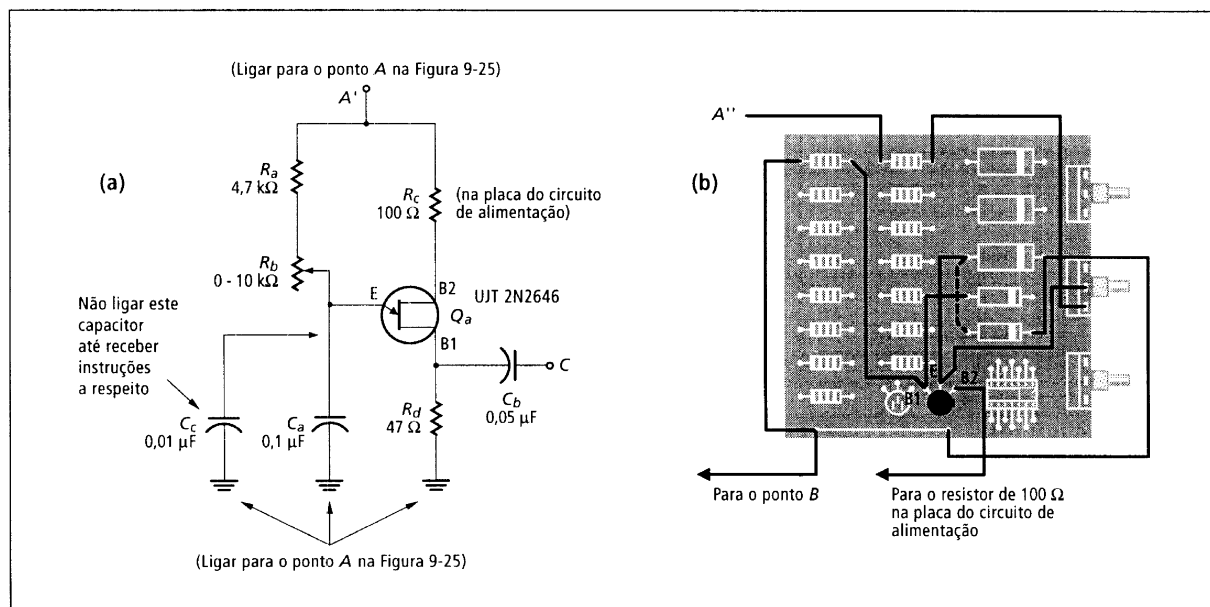 (Ligar para o ponto A na Figura 9-25)
A'
(a)
Ra
4,7 kΩ
Rc
100 Ω
(na placa do circuito
de alimentação)
Rb
0 - 10 kΩ
E
B2
UJT 2N2646
Qa
B1
Não ligar este
capacitor
até receber
instruções
a respeito
C
Cb
0,05 µF
Cc
0,01 µF
Ca
0,1 µF
Rd
47 Ω
(Ligar para o ponto A na Figura 9-25)
A''
(b)
E
B1
B2
Para o ponto B
Para o resistor de 100 Ω
na placa do circuito de
alimentação